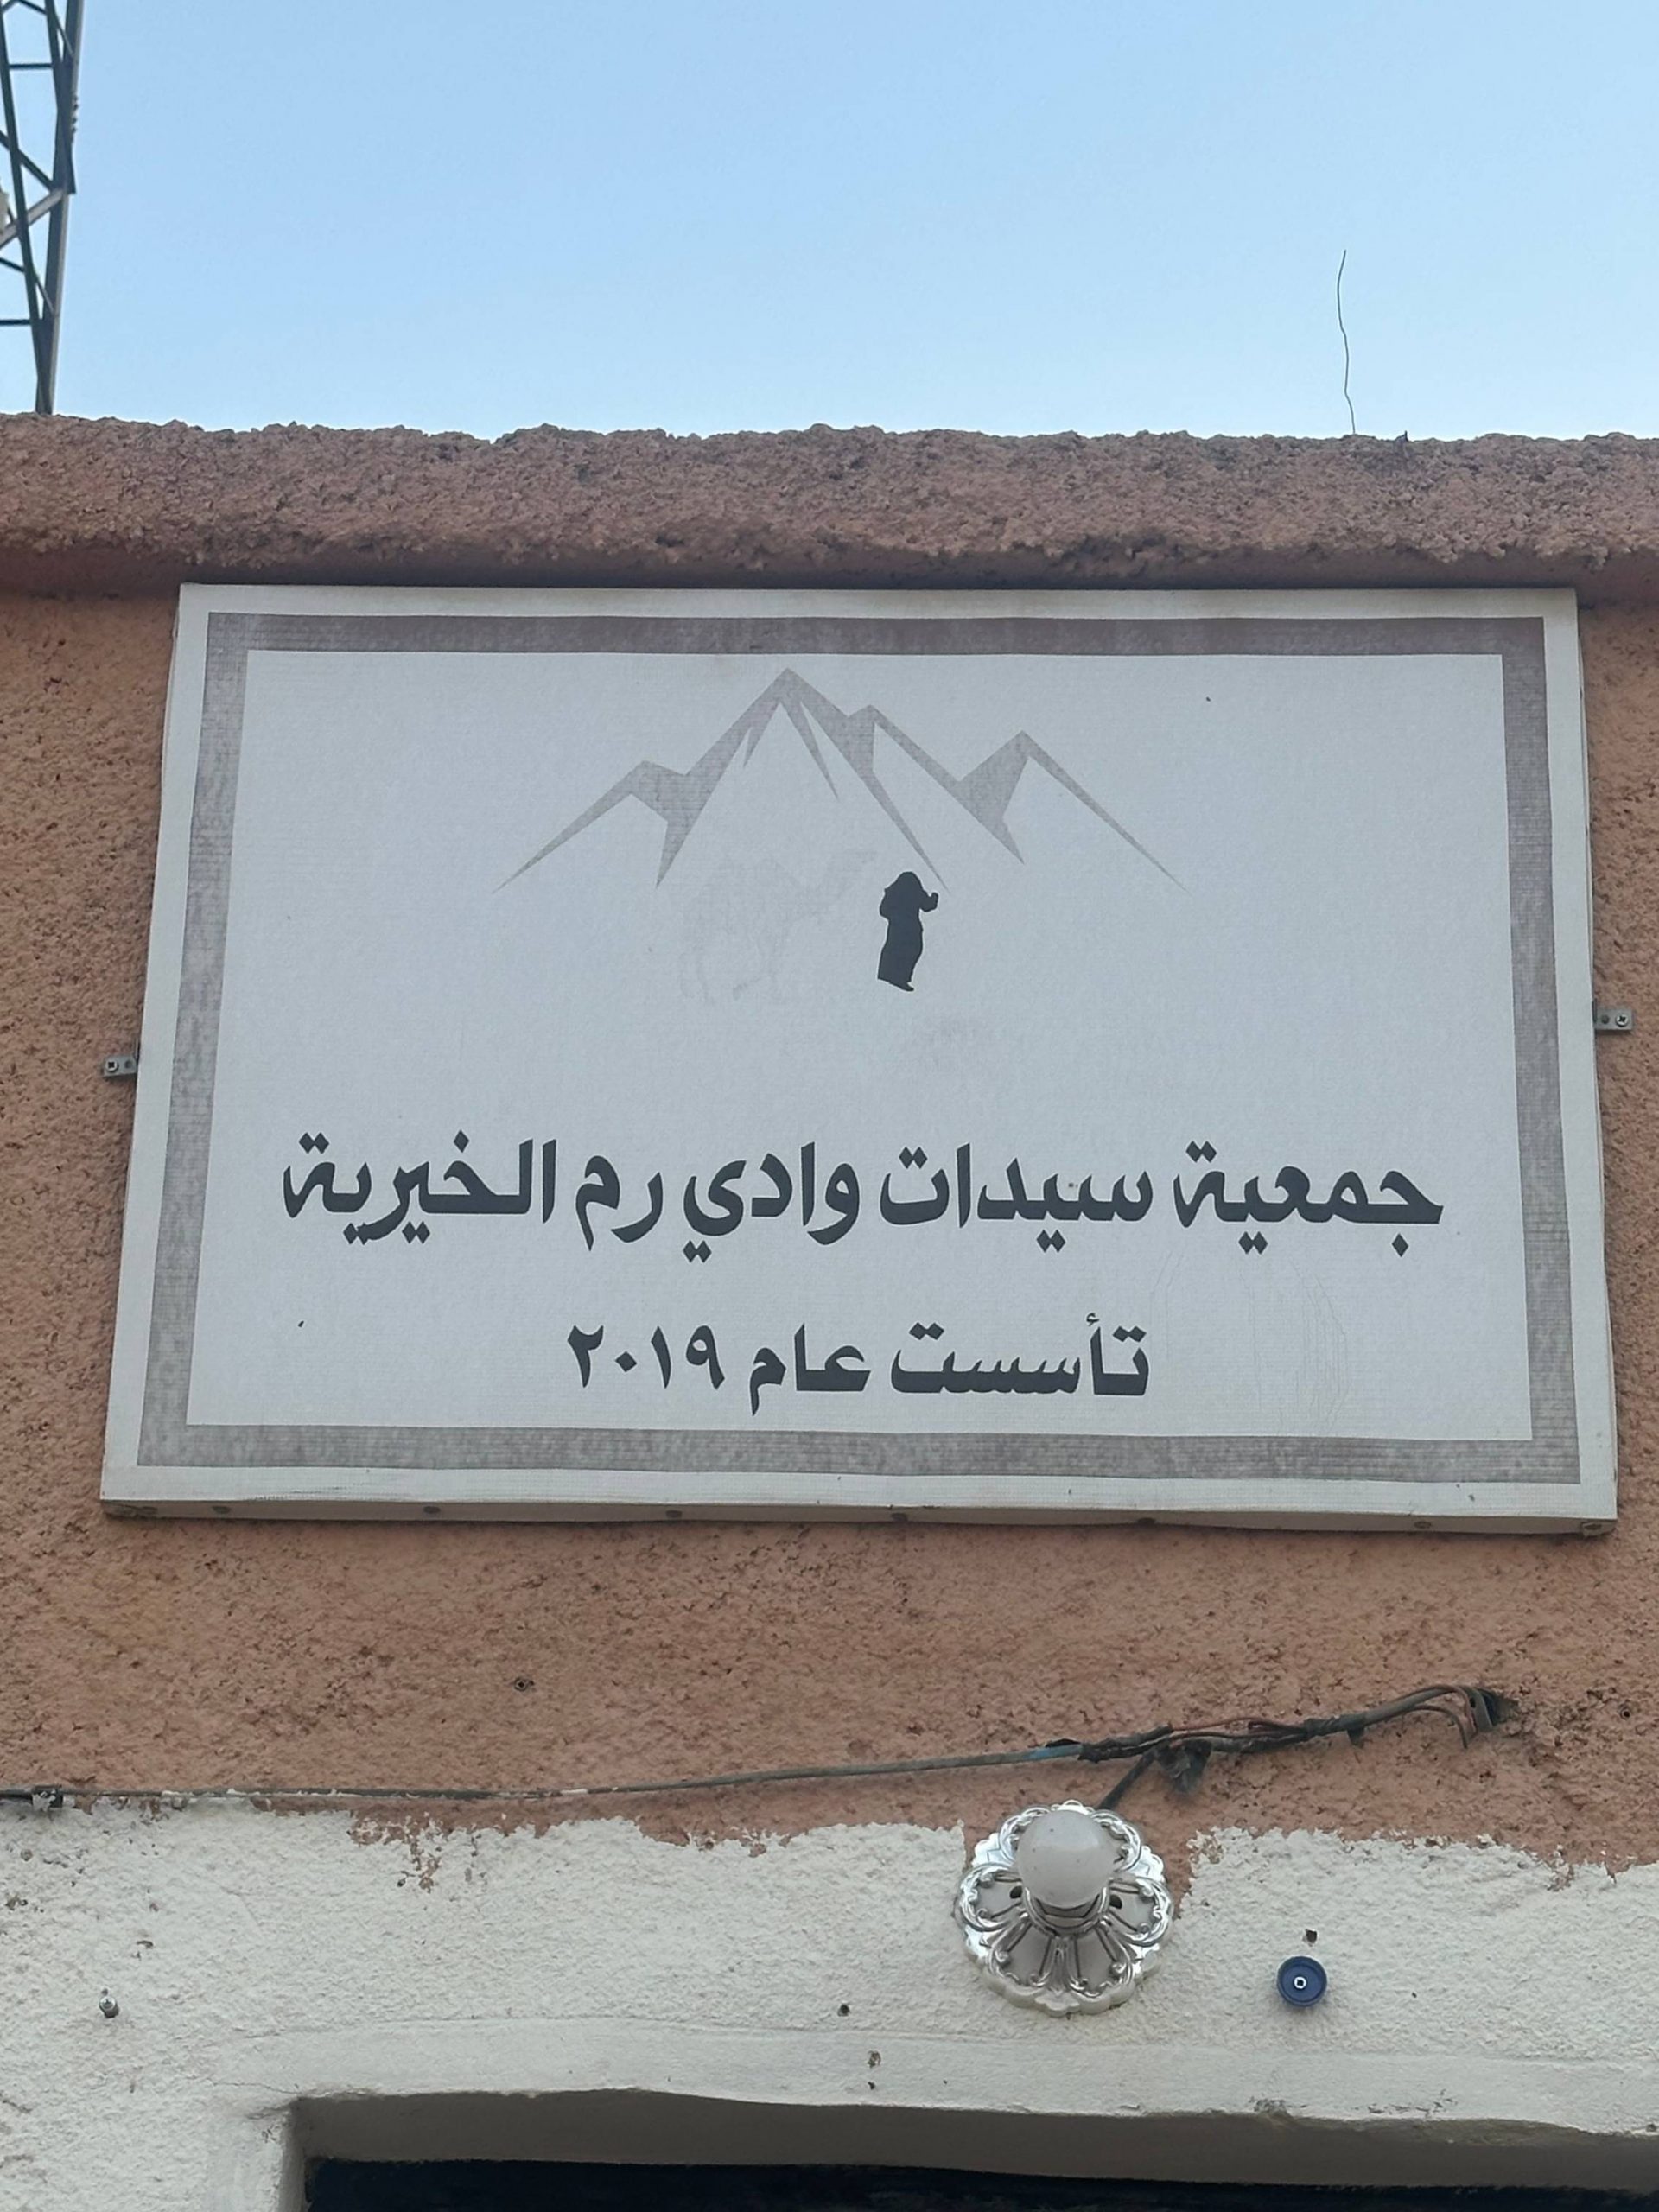 جمعية سيدات وادي رم الخيرية
تأسست عام ٢٠١٩